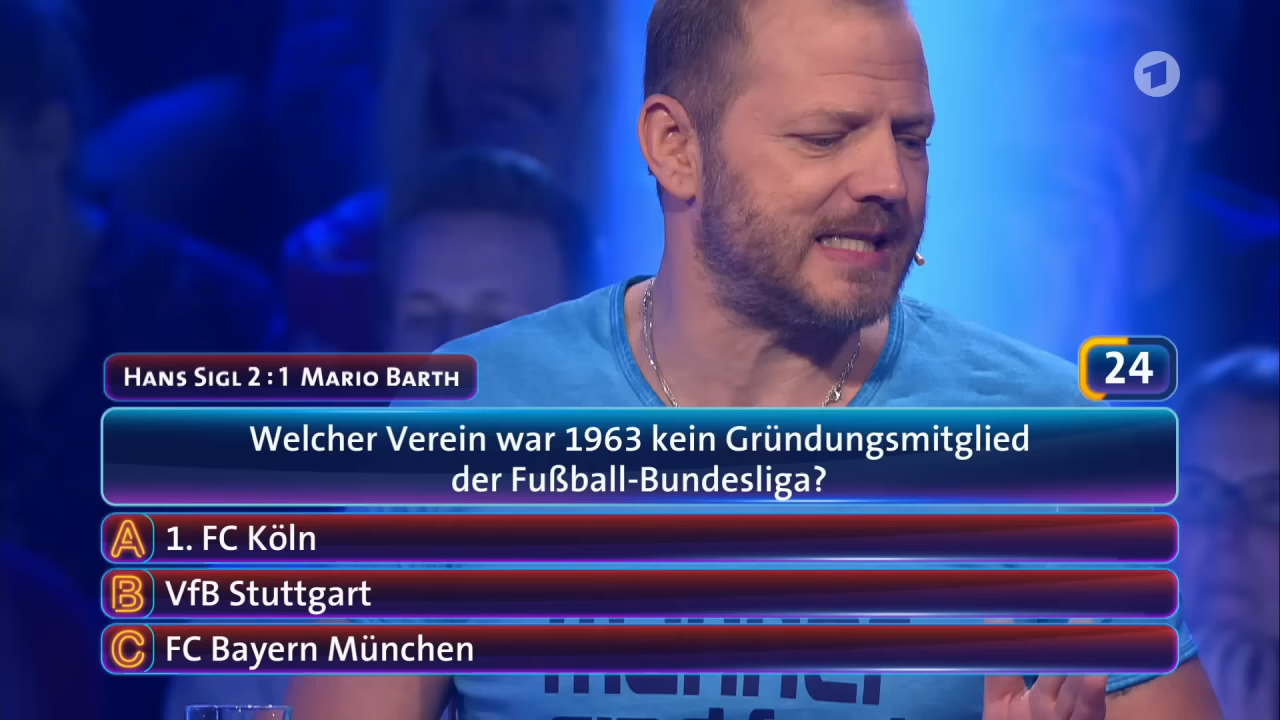 1
HANS SIGL 2:1 MARIO BARTH
24
Welcher Verein war 1963 kein Gründungsmitglied
der Fußball-Bundesliga?
A 1. FC Köln
B VfB Stuttgart
C FC Bayern München